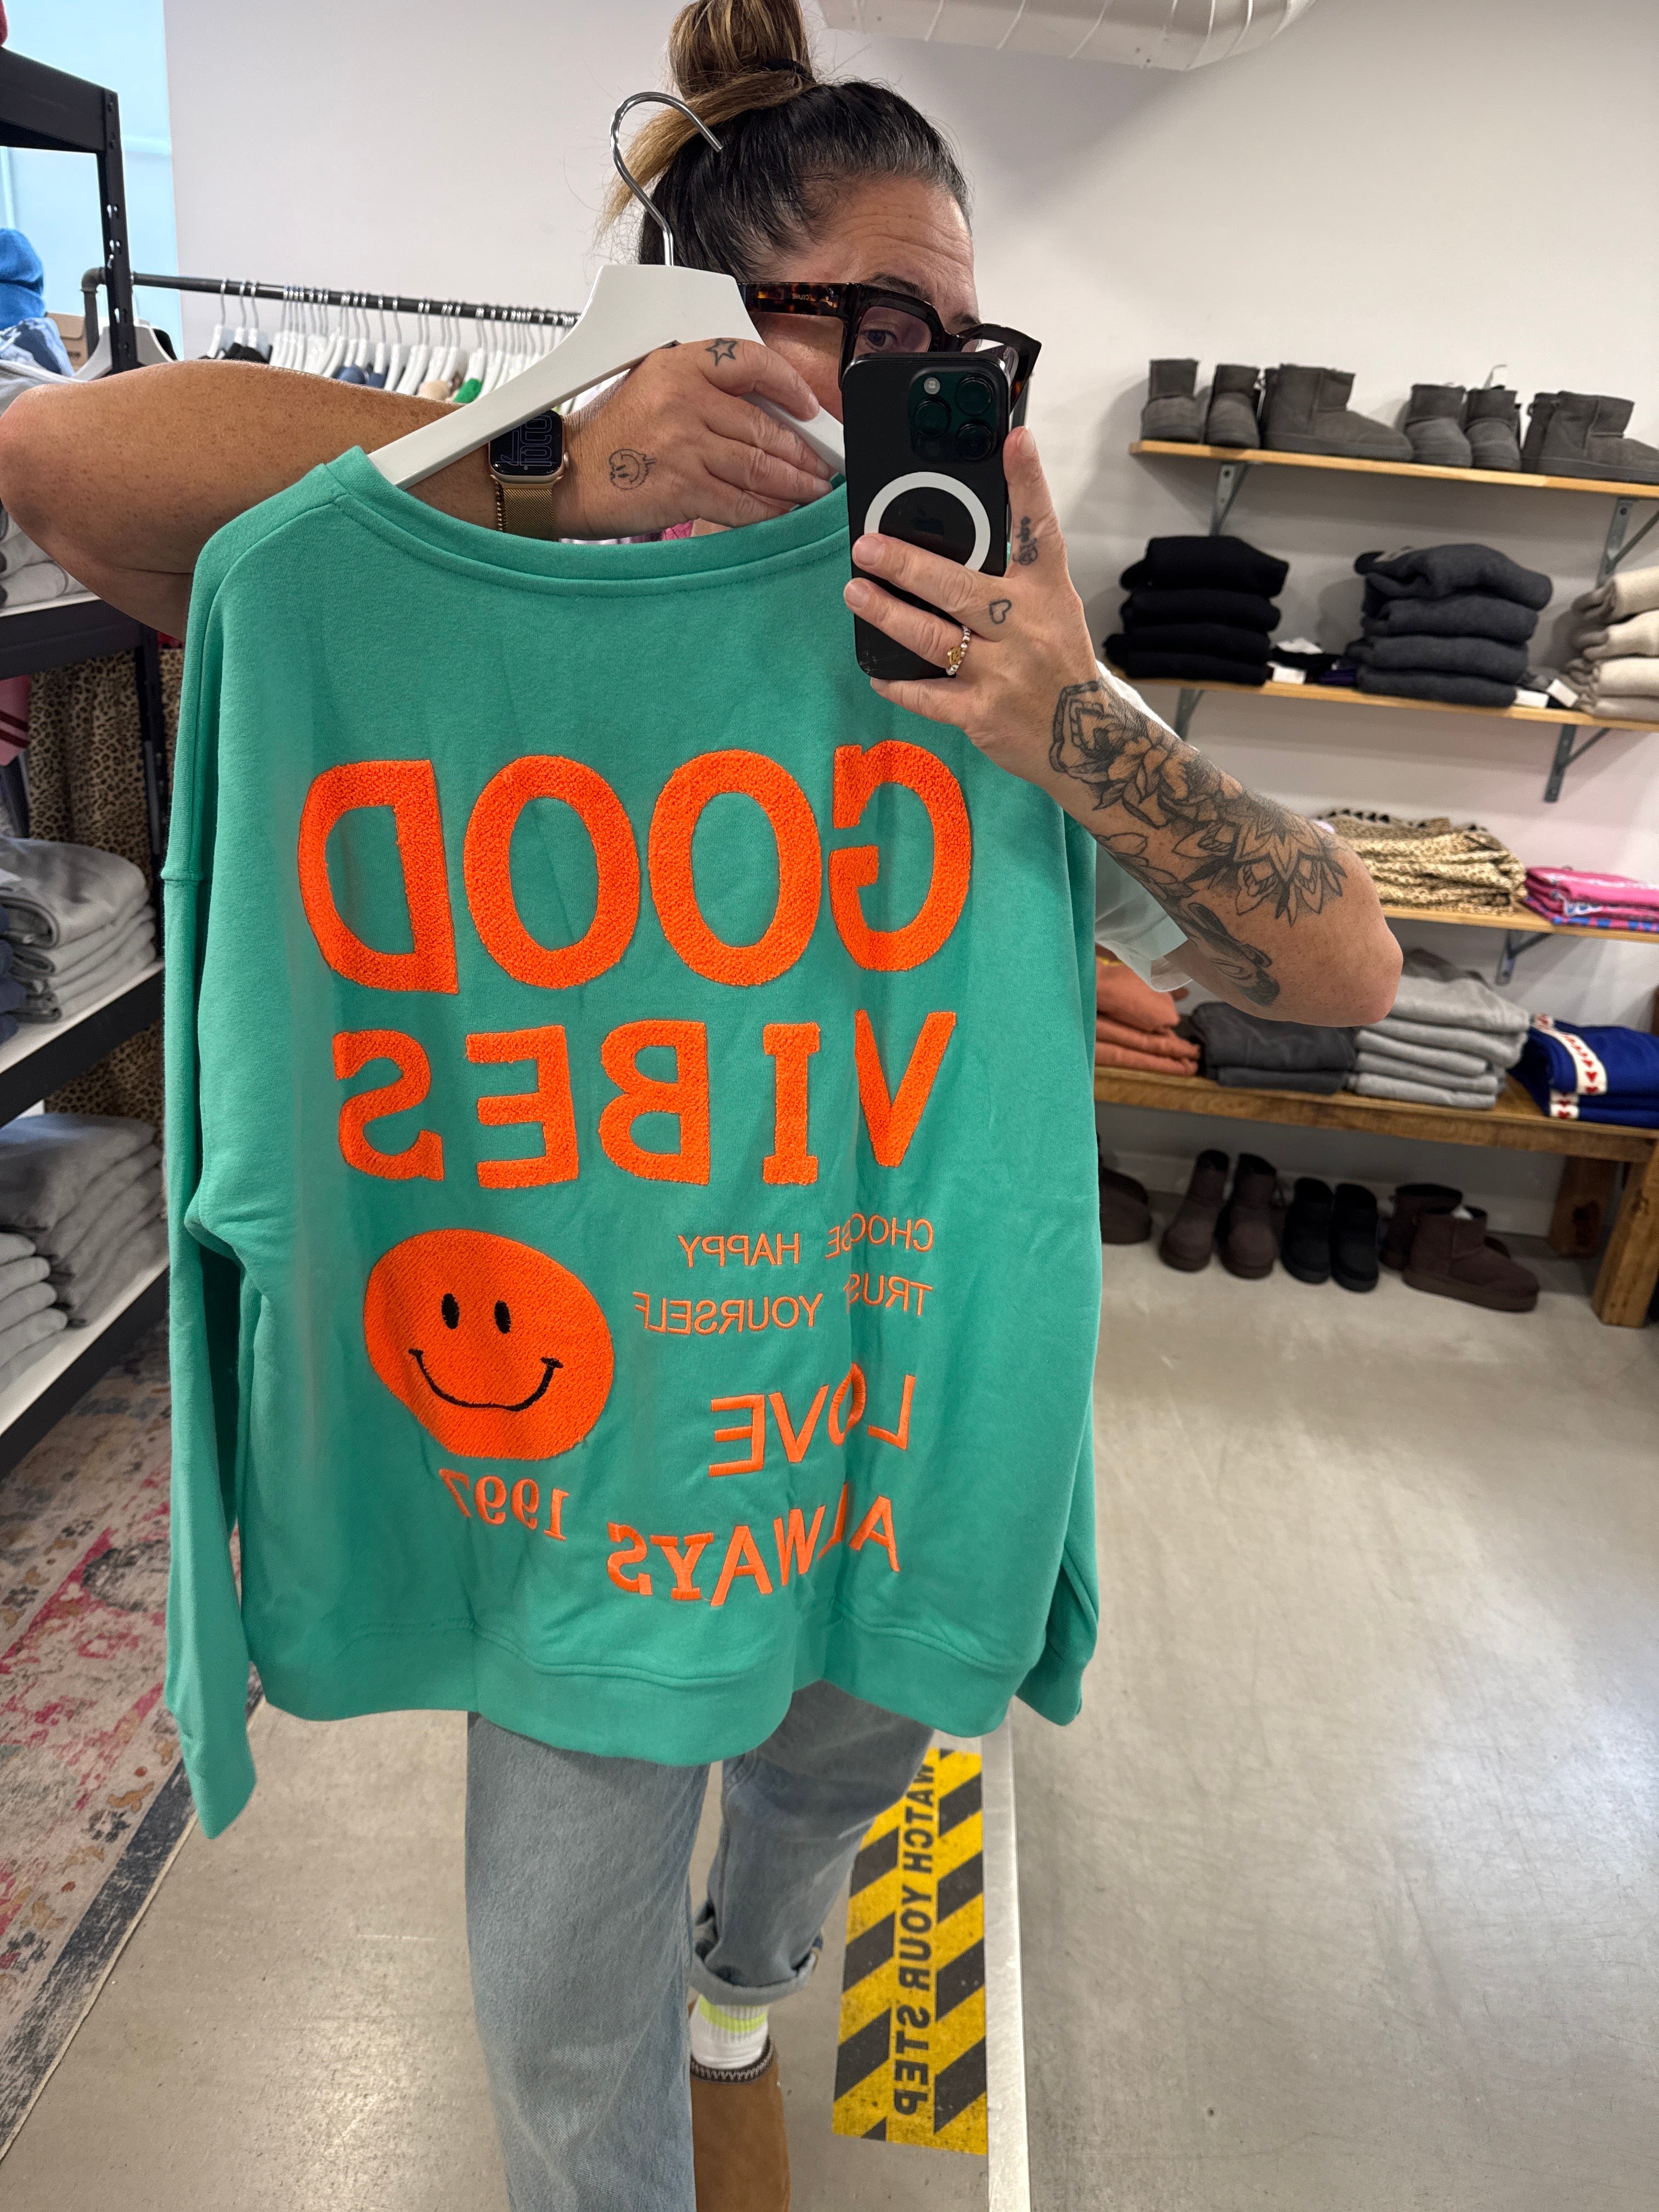 GOOD
VIBES
CHOOSE HAPPY
TRUST YOURSELF
LOVE
ALWAYS
1997
WATCH YOUR STEP